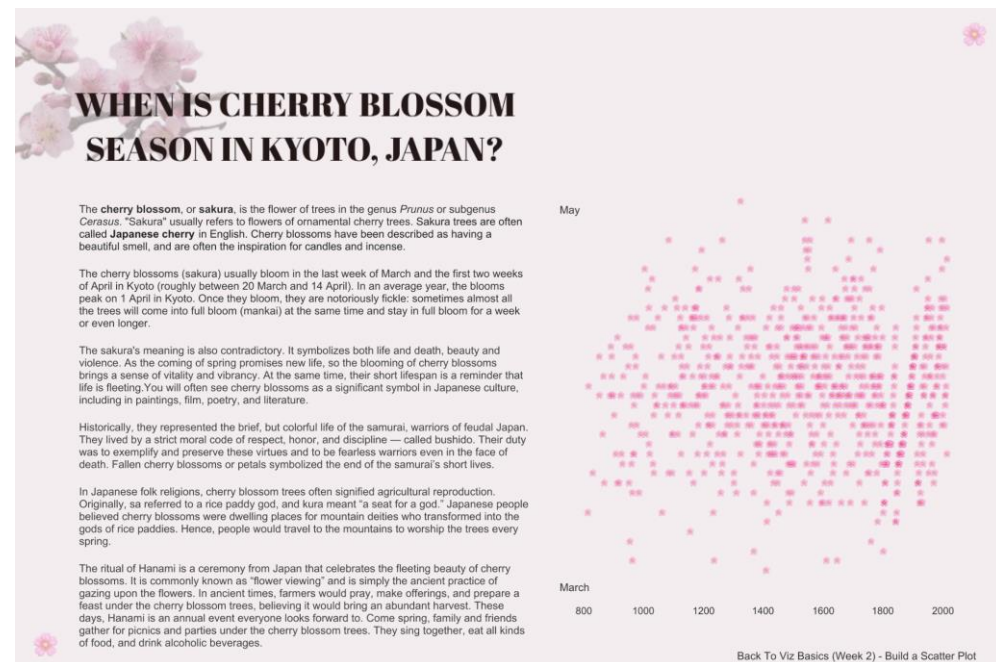 WHEN IS CHERRY BLOSSOM
SEASON IN KYOTO, JAPAN?
The cherry blossom, or sakura, is the flower of trees in the genus Prunus or subgenus
Cerasus. "Sakura" usually refers to flowers of ornamental cherry trees. Sakura trees are often
called Japanese cherry in English. Cherry blossoms have been described as having a
beautiful smell, and are often the inspiration for candles and incense.
The cherry blossoms (sakura) usually bloom in the last week of March and the first two weeks
of April in Kyoto (roughly between 20 March and 14 April). In an average year, the blooms
peak on 1 April in Kyoto. Once they bloom, they are notoriously fickle: sometimes almost all
the trees will come into full bloom (mankai) at the same time and stay in full bloom for a week
or even longer.
The sakura's meaning is also contradictory. It symbolizes both life and death, beauty and
violence. As the coming of spring promises new life, so the blooming of cherry blossoms
brings a sense of vitality and vibrancy. At the same time, their short lifespan is a reminder that
life is fleeting.You will often see cherry blossoms as a significant symbol in Japanese culture,
including in paintings, film, poetry, and literature.
Historically, they represented the brief, but colorful life of the samurai, warriors of feudal Japan.
They lived by a strict moral code of respect, honor, and discipline — called bushido. Their duty
was to exemplify and preserve these virtues and to be fearless warriors even in the face of
death. Fallen cherry blossoms or petals symbolized the end of the samurai's short lives.
In Japanese folk religions, cherry blossom trees often signified agricultural reproduction.
Originally, sa referred to a rice paddy god, and kura meant “a seat for a god.” Japanese people
believed cherry blossoms were dwelling places for mountain deities who transformed into the
gods of rice paddies. Hence, people would travel to the mountains to worship the trees every
spring.
The ritual of Hanami is a ceremony from Japan that celebrates the fleeting beauty of cherry
blossoms. It is commonly known as “flower viewing” and is simply the ancient practice of
gazing upon the flowers. In ancient times, farmers would pray, make offerings, and prepare a
feast under the cherry blossom trees, believing it would bring an abundant harvest. These
days, Hanami is an annual event everyone looks forward to. Come spring, family and friends
gather for picnics and parties under the cherry blossom trees. They sing together, eat all kinds
of food, and drink alcoholic beverages.
May
March
800 1000 1200 1400 1600 1800 2000
Back To Viz Basics (Week 2) - Build a Scatter Plot